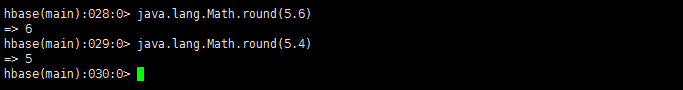 hbase(main):028:0> java.lang.Math.round(5.6)
=> 6
hbase(main):029:0> java.lang.Math.round(5.4)
=> 5
hbase(main):030:0>